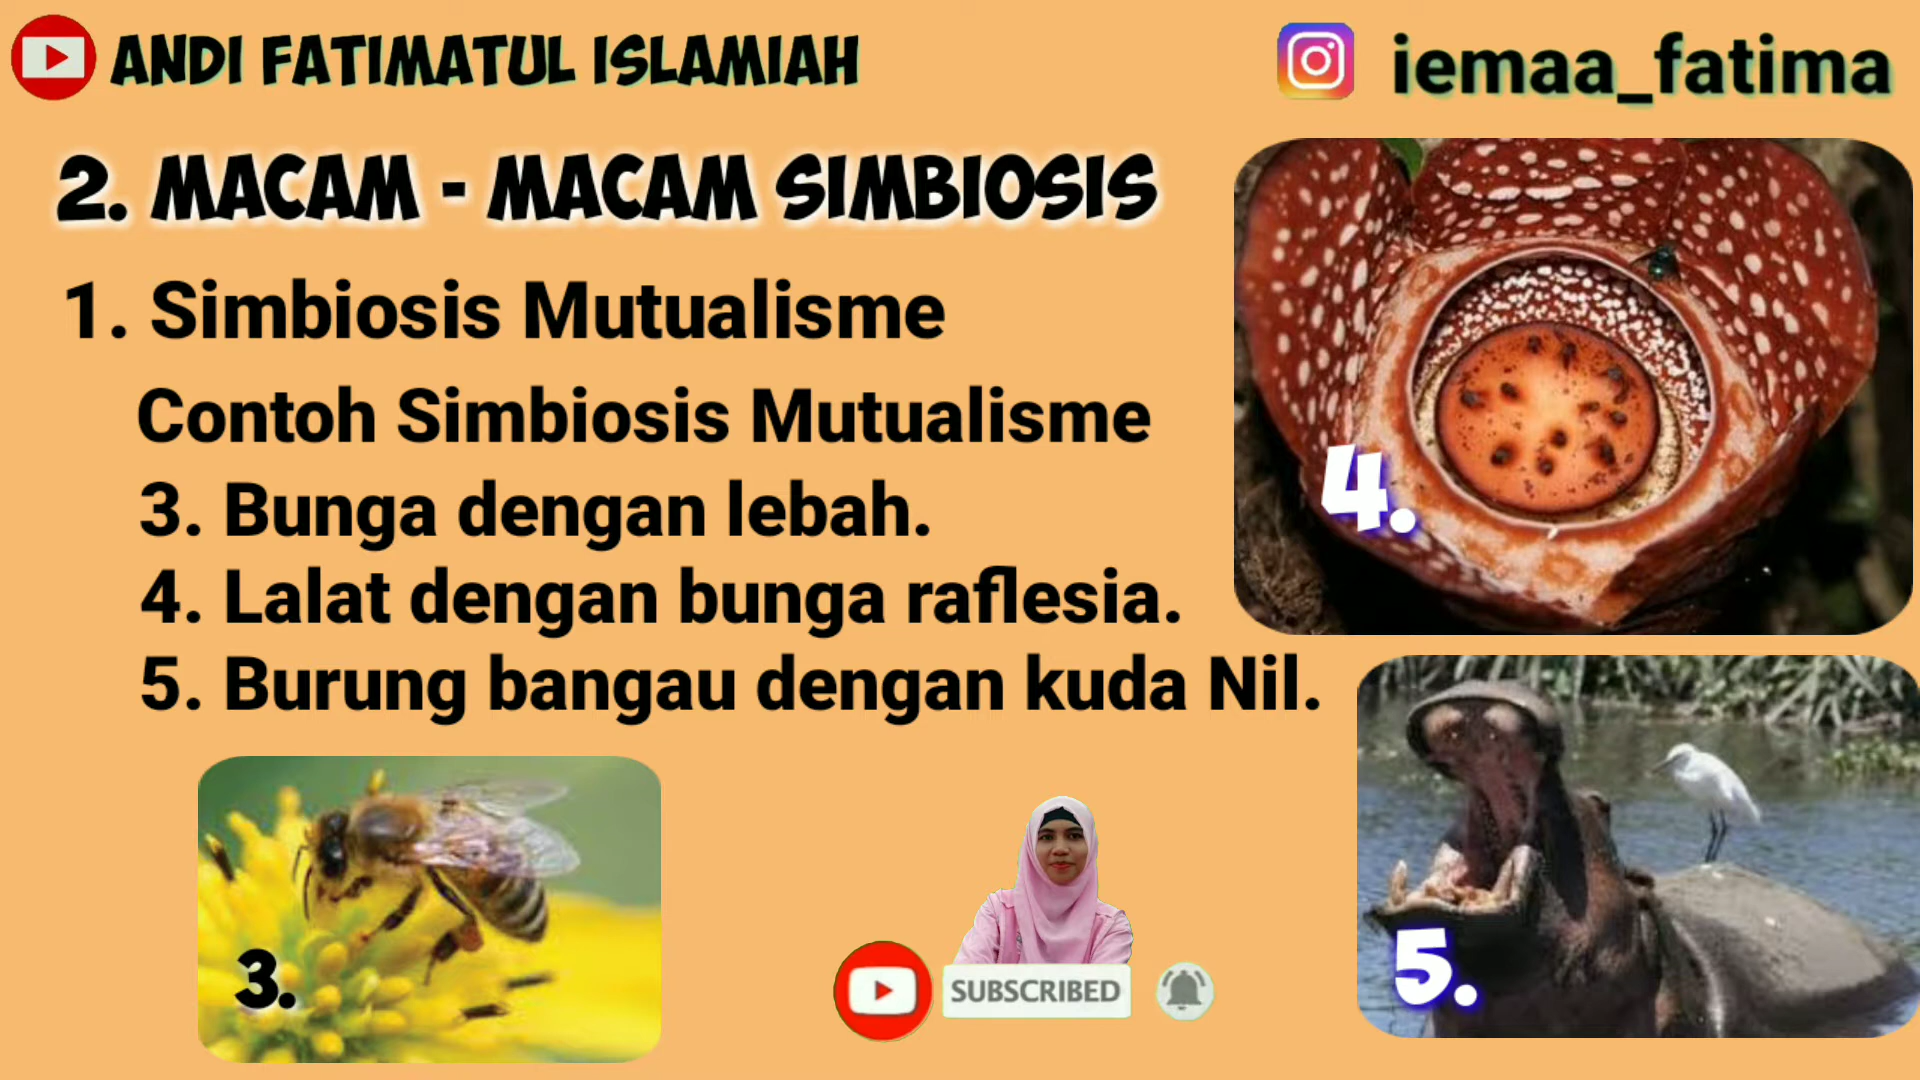 ANDI FATIMATUL ISLAMIAH
iemaa_fatima
2. MACAM - MACAM SIMBIOSIS
1. Simbiosis Mutualisme
Contoh Simbiosis Mutualisme
3. Bunga dengan lebah.
4. Lalat dengan bunga raflesia.
5. Burung bangau dengan kuda Nil.
4.
3.
5.
SUBSCRIBED